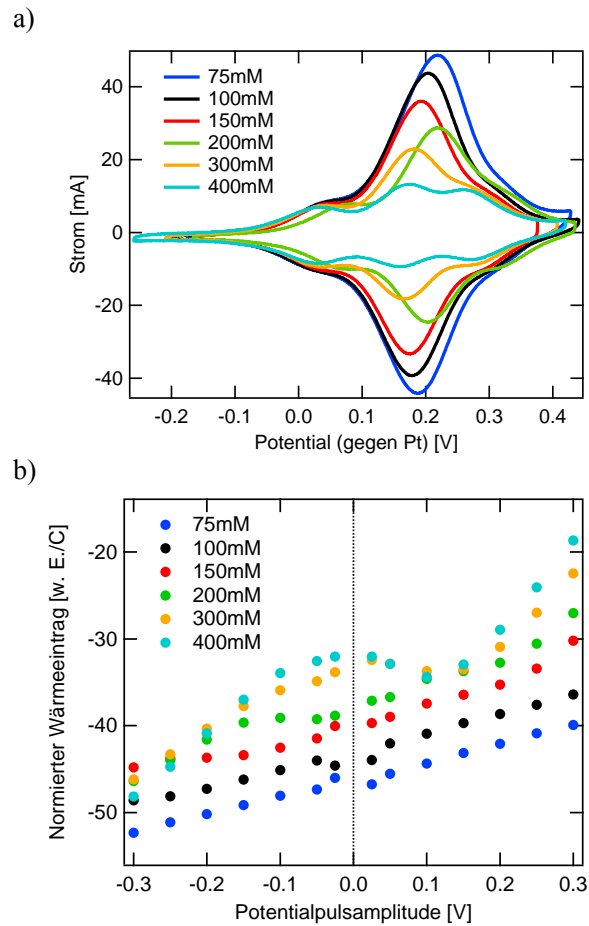 a)
40
20
0
-20
-40
Strom [mA]
75mM
100mM
150mM
200mM
300mM
400mM
-0.2
-0.1
0.0
0.1
0.2
0.3
0.4
Potential (gegen Pt) [V]
b)
-20
-30
-40
-50
Normierter Wärmeeintrag [w. E./C]
75mM
100mM
150mM
200mM
300mM
400mM
-0.3
-0.2
-0.1
0.0
0.1
0.2
0.3
Potentialpulsamplitude [V]